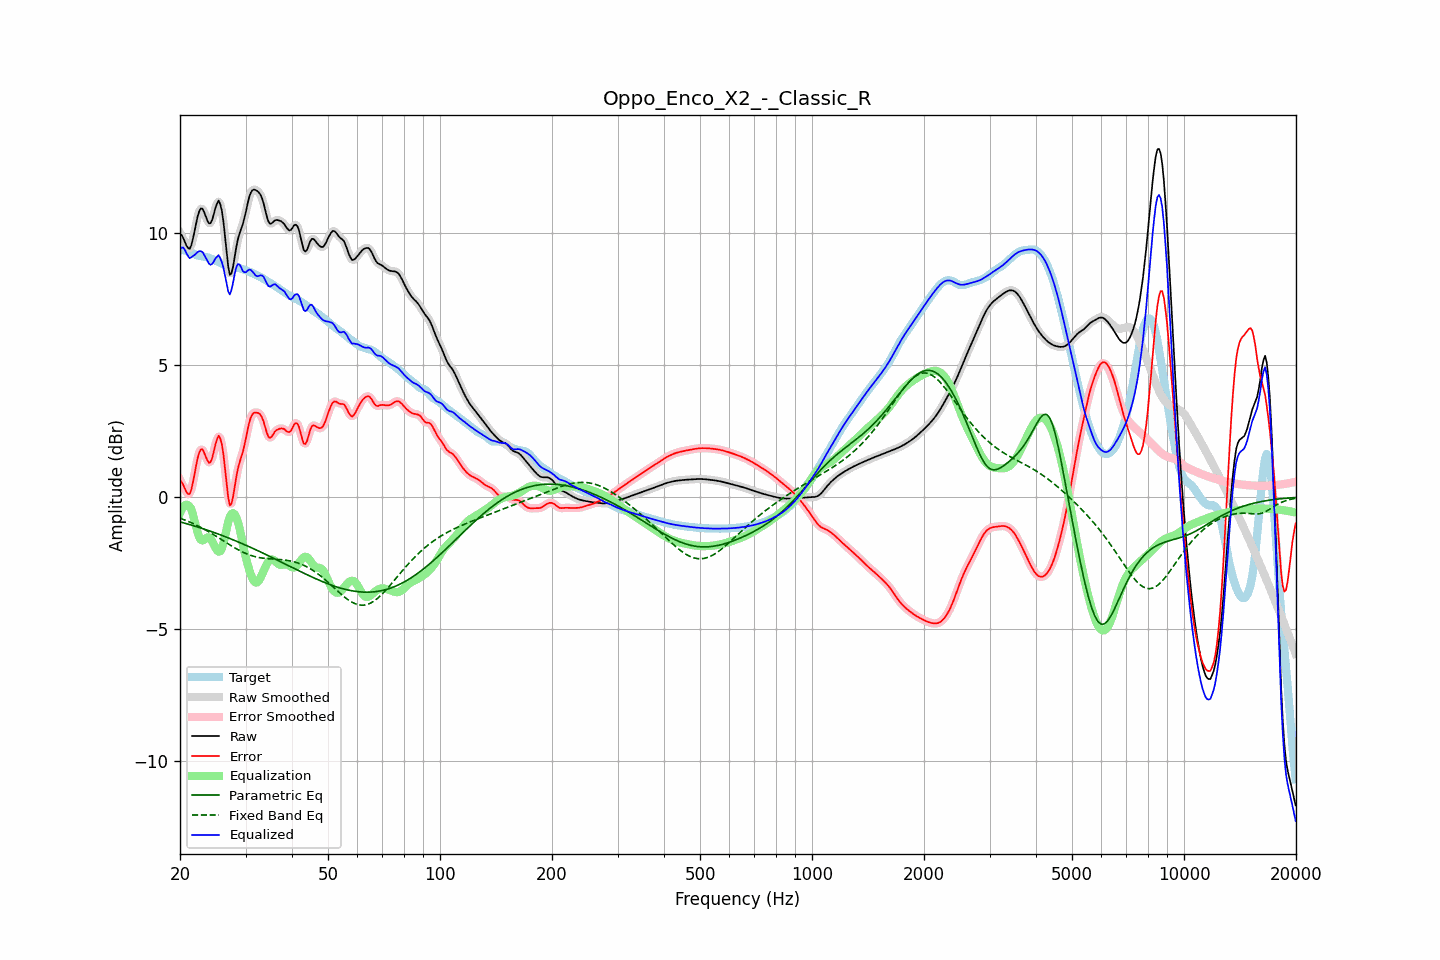 Oppo_Enco_X2_-_Classic_R
Amplitude (dBr)
10
5
0
−5
−10
Target
Raw Smoothed
Error Smoothed
Raw
Error
Equalization
Parametric Eq
Fixed Band Eq
Equalized
20 50 100 200 500 1000 2000 5000 10000 20000
Frequency (Hz)